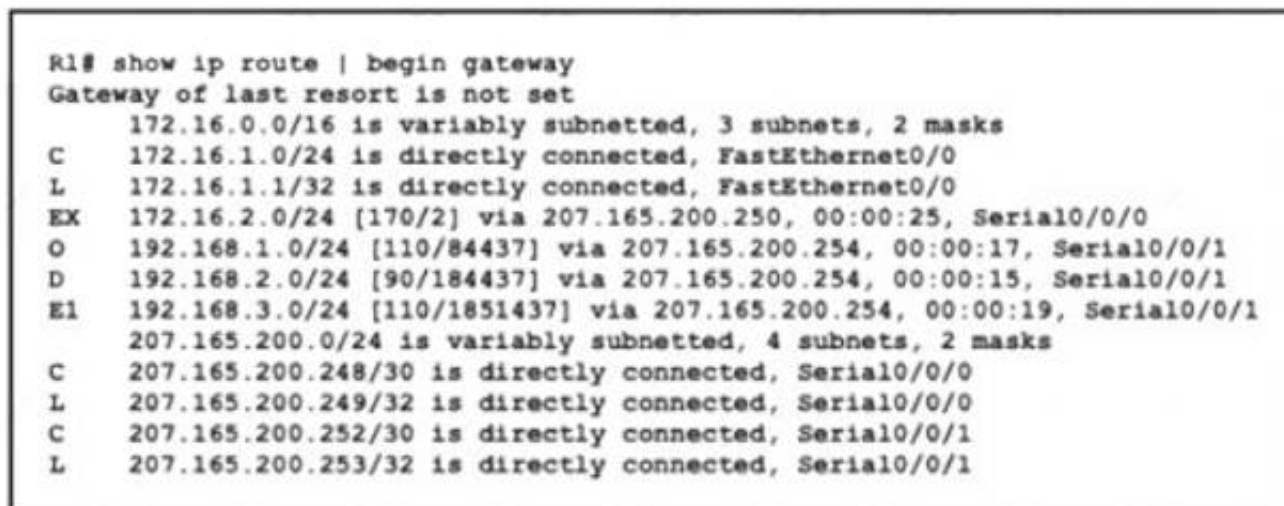 R1# show ip route | begin gateway
Gateway of last resort is not set
172.16.0.0/16 is variably subnetted, 3 subnets, 2 masks
C 172.16.1.0/24 is directly connected, FastEthernet0/0
L 172.16.1.1/32 is directly connected, FastEthernet0/0
EX 172.16.2.0/24 [170/2] via 207.165.200.250, 00:00:25, Serial0/0/0
O 192.168.1.0/24 [110/84437] via 207.165.200.254, 00:00:17, Serial0/0/1
D 192.168.2.0/24 [90/184437] via 207.165.200.254, 00:00:15, Serial0/0/1
E1 192.168.3.0/24 [110/1851437] via 207.165.200.254, 00:00:19, Serial0/0/1
207.165.200.0/24 is variably subnetted, 4 subnets, 2 masks
C 207.165.200.248/30 is directly connected, Serial0/0/0
L 207.165.200.249/32 is directly connected, Serial0/0/0
C 207.165.200.252/30 is directly connected, Serial0/0/1
L 207.165.200.253/32 is directly connected, Serial0/0/1